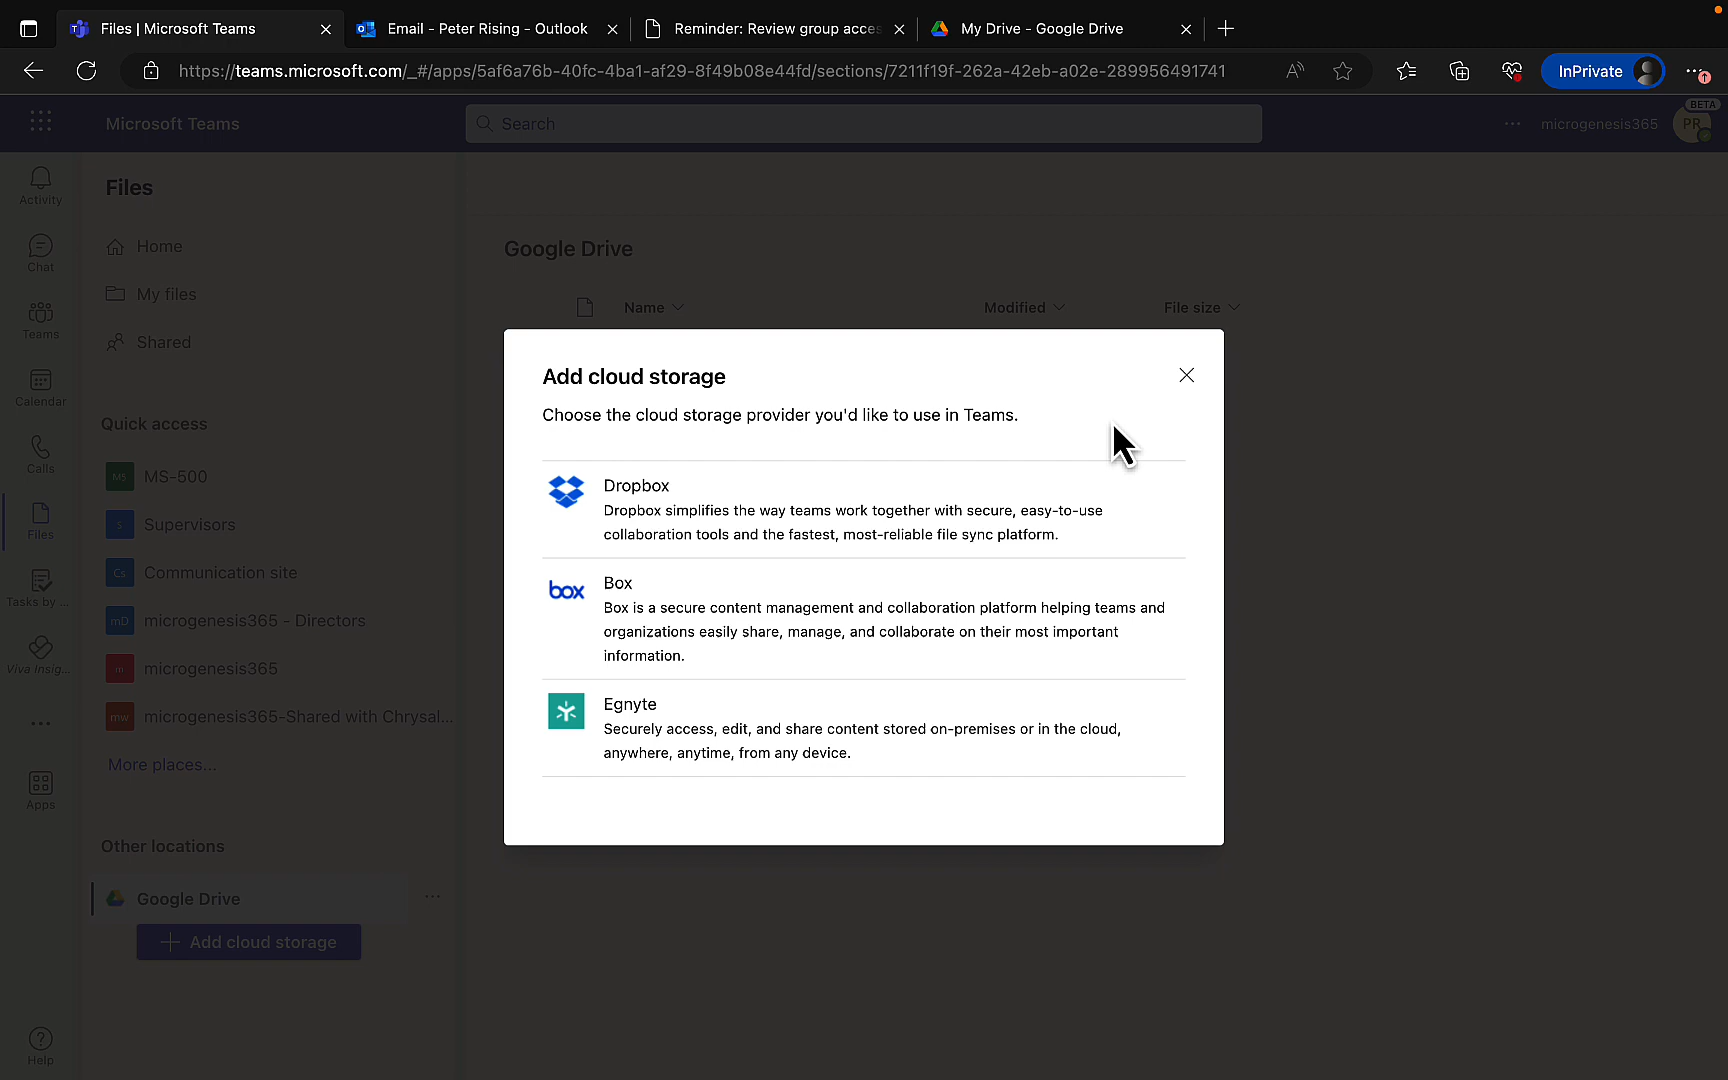 Files | Microsoft Teams
Email - Peter Rising - Outlook
Reminder: Review group acces
My Drive - Google Drive
https://teams.microsoft.com/_#/apps/5af6a76b-40fc-4ba1-af29-8f49b08e44fd/sections/7211f19f-262a-42eb-a02e-289956491741
InPrivate
Microsoft Teams
Search
microgenesis365
BETA
PR
Activity
Chat
Teams
Calendar
Calls
Files
Tasks by ...
Viva Insig...
Apps
Help
Files
Home
My files
Shared
Quick access
M5 MS-500
S Supervisors
Cs Communication site
mD microgenesis365 - Directors
m microgenesis365
mw microgenesis365-Shared with Chrysal...
More places...
Other locations
Google Drive
Add cloud storage
Google Drive
Name
Modified
File size
Add cloud storage
Choose the cloud storage provider you'd like to use in Teams.
Dropbox
Dropbox simplifies the way teams work together with secure, easy-to-use
collaboration tools and the fastest, most-reliable file sync platform.
box
Box
Box is a secure content management and collaboration platform helping teams and
organizations easily share, manage, and collaborate on their most important
information.
Egnyte
Securely access, edit, and share content stored on-premises or in the cloud,
anywhere, anytime, from any device.